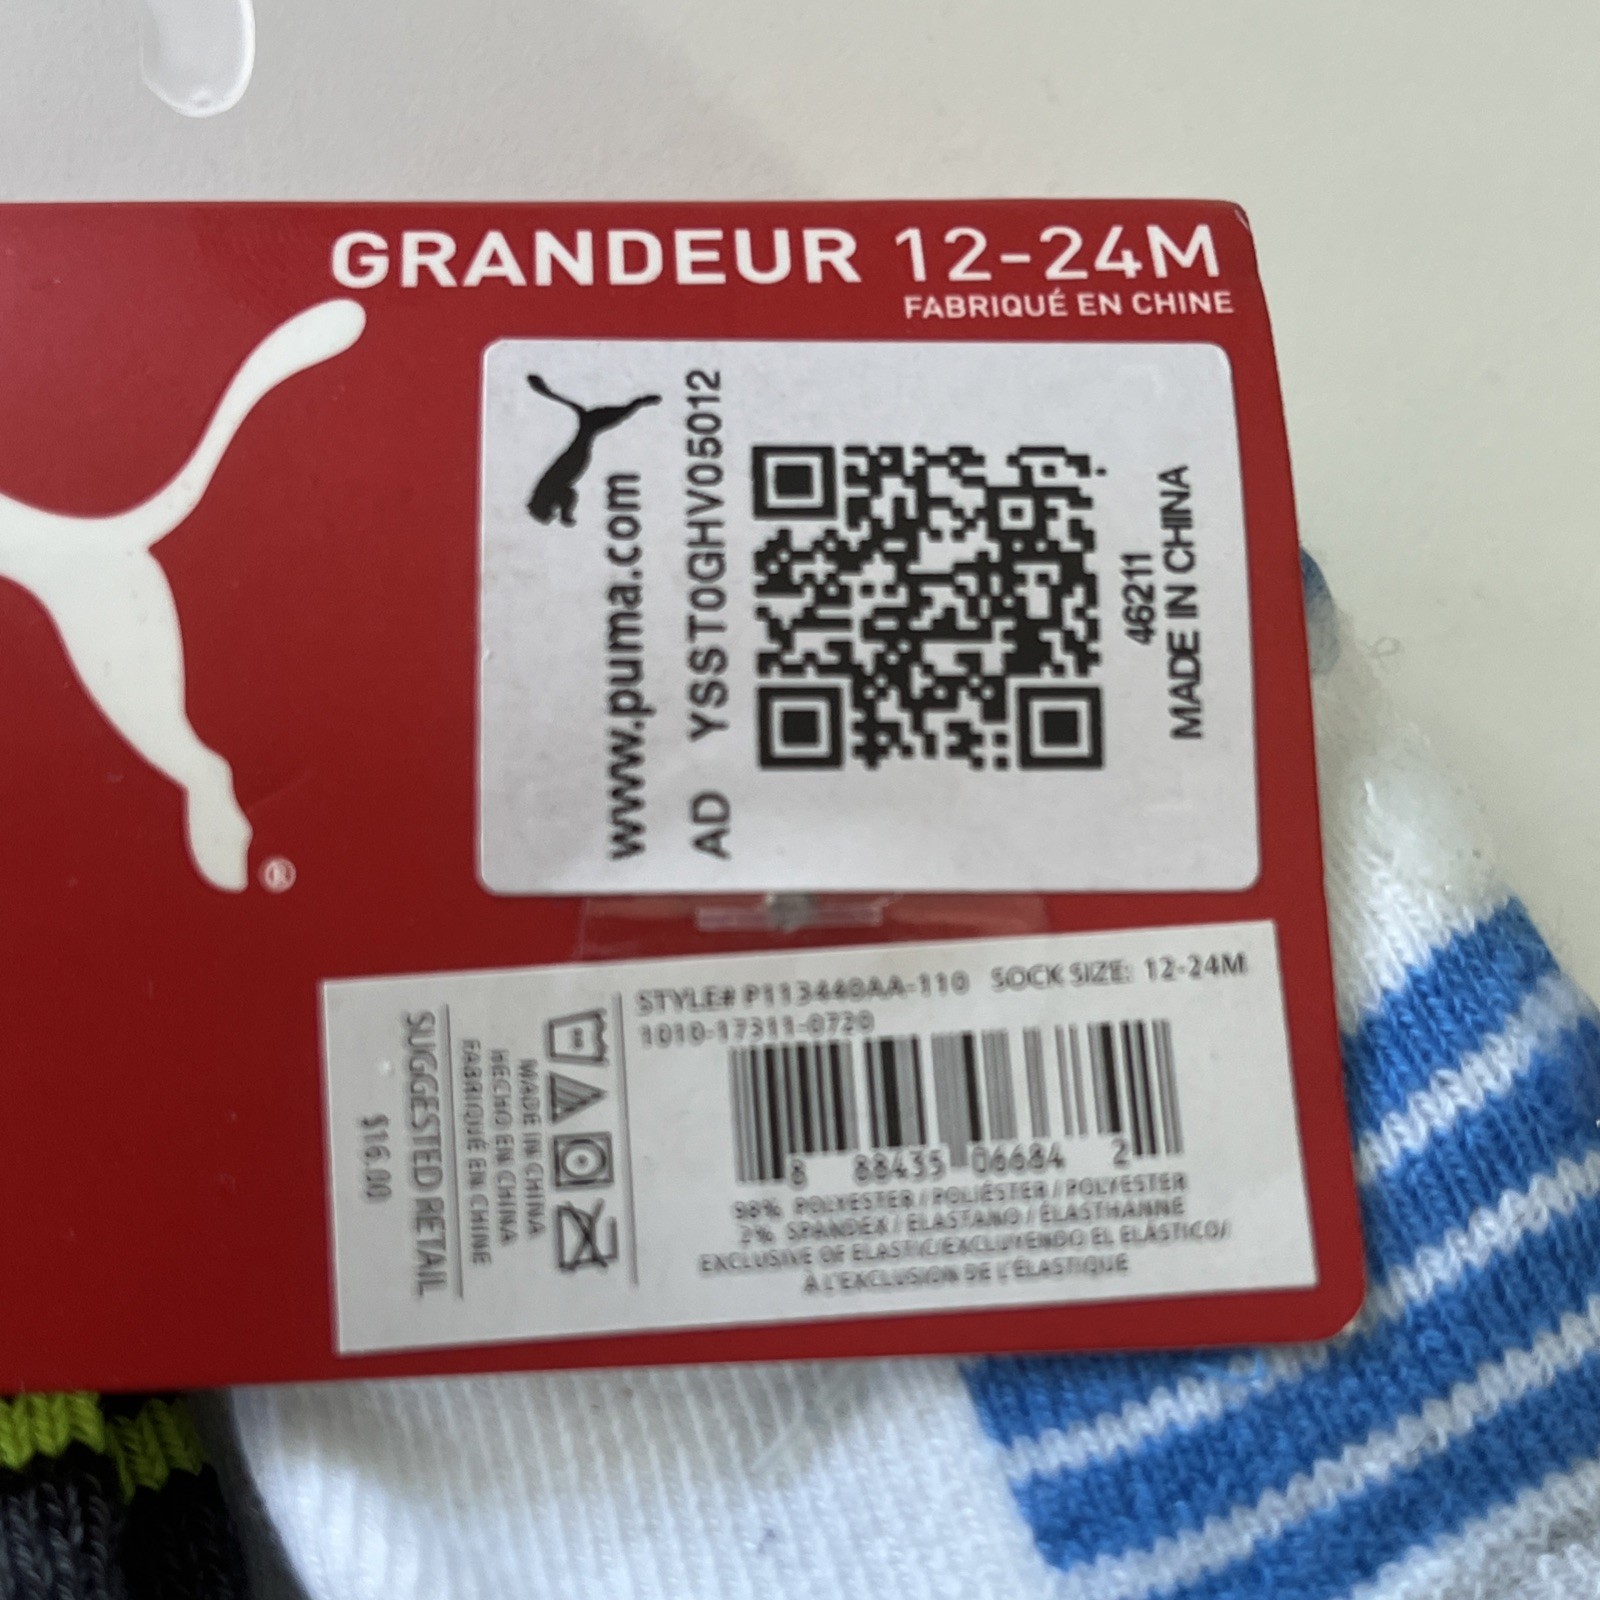 GRANDEUR 12-24M
FABRIQUÉ EN CHINE
www.puma.com
AD YSST0GHV05012
46211
MADE IN CHINA
®
STYLE# P113440AA-110 SOCK SIZE: 12-24M
1010-17311-0720
8 88435 06684 2
98% POLYESTER / POLIÉSTER / POLYESTER
2% SPANDEX / ELASTANO / ÉLASTHANNE
EXCLUSIVE OF ELASTIC/EXCLUYENDO EL ELÁSTICO/
À L'EXCLUSION DE L'ÉLASTIQUE
MADE IN CHINA
HECHO EN CHINA
FABRIQUÉ EN CHINE
SUGGESTED RETAIL
$16.00